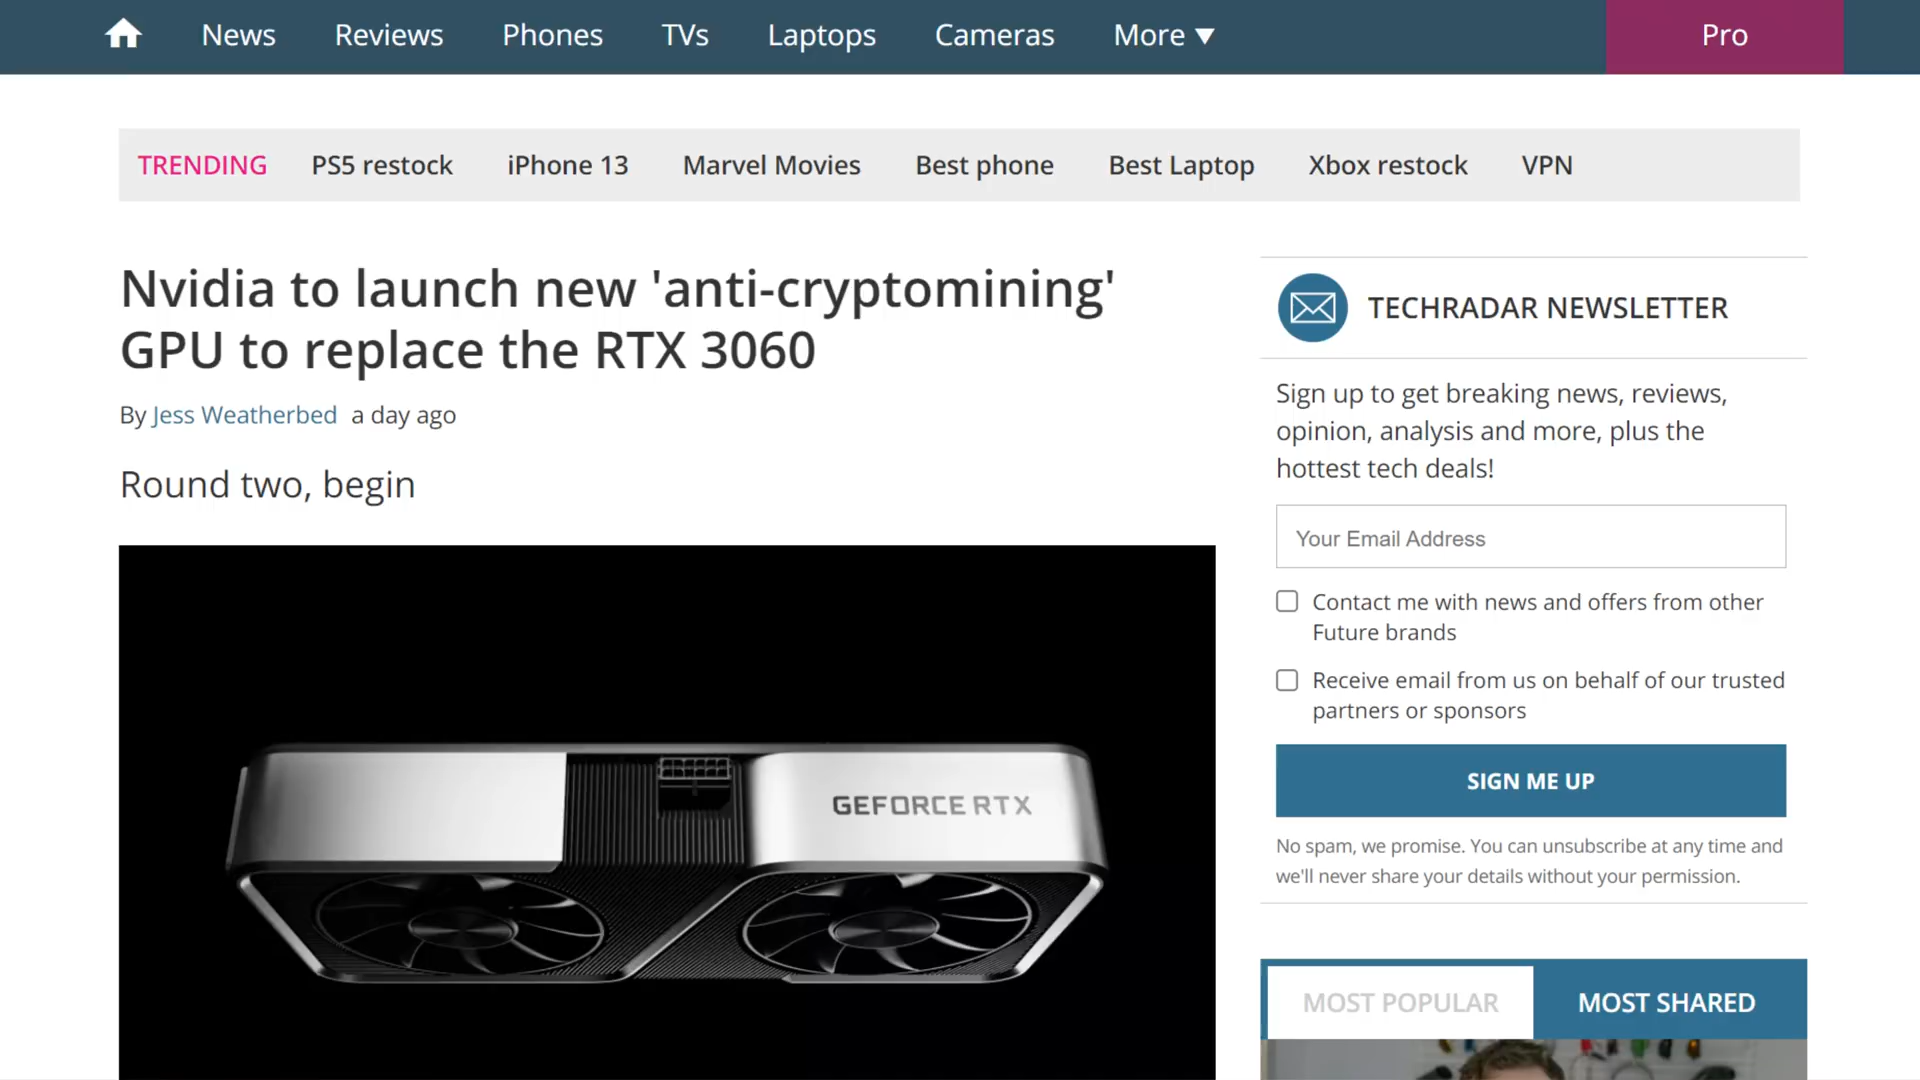 News Reviews Phones TVs Laptops Cameras More ▼ Pro
TRENDING PS5 restock iPhone 13 Marvel Movies Best phone Best Laptop Xbox restock VPN
Nvidia to launch new 'anti-cryptomining'
GPU to replace the RTX 3060
By Jess Weatherbed a day ago
Round two, begin
GEFORCE RTX
TECHRADAR NEWSLETTER
Sign up to get breaking news, reviews,
opinion, analysis and more, plus the
hottest tech deals!
Your Email Address
Contact me with news and offers from other
Future brands
Receive email from us on behalf of our trusted
partners or sponsors
SIGN ME UP
No spam, we promise. You can unsubscribe at any time and
we'll never share your details without your permission.
MOST POPULAR MOST SHARED